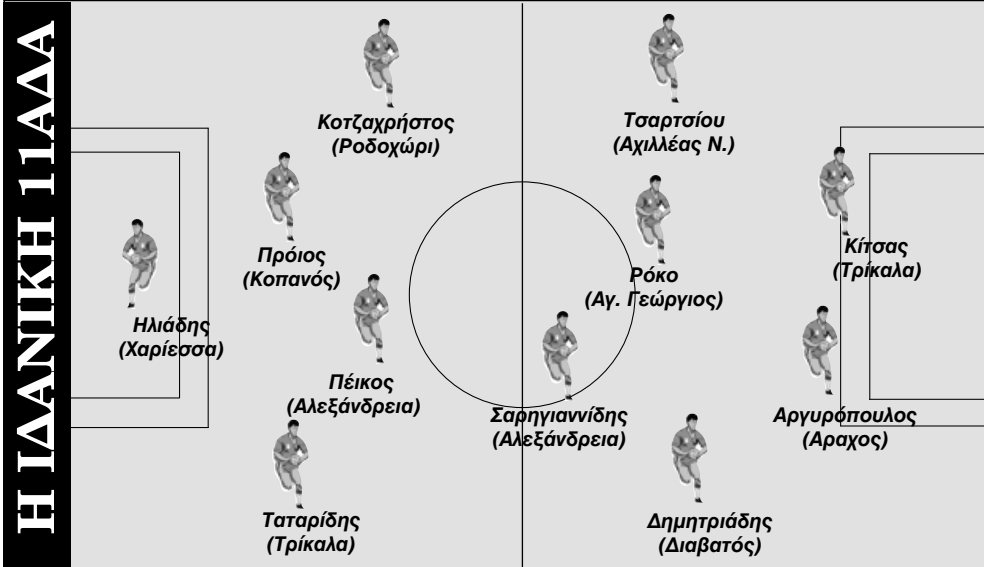 Η ΙΔΑΝΙΚΗ 11ΑΔΑ
Κοτζαχρήστος
(Ροδοχώρι)
Τσαρτσίου
(Αχιλλέας Ν.)
Πρόιος
(Κοπανός)
Κίτσας
(Τρίκαλα)
Ρόκο
(Αγ. Γεώργιος)
Ηλιάδης
(Χαρίεσσα)
Πέικος
(Αλεξάνδρεια)
Σαρηγιαννίδης
(Αλεξάνδρεια)
Αργυρόπουλος
(Αραχος)
Ταταρίδης
(Τρίκαλα)
Δημητριάδης
(Διαβατός)